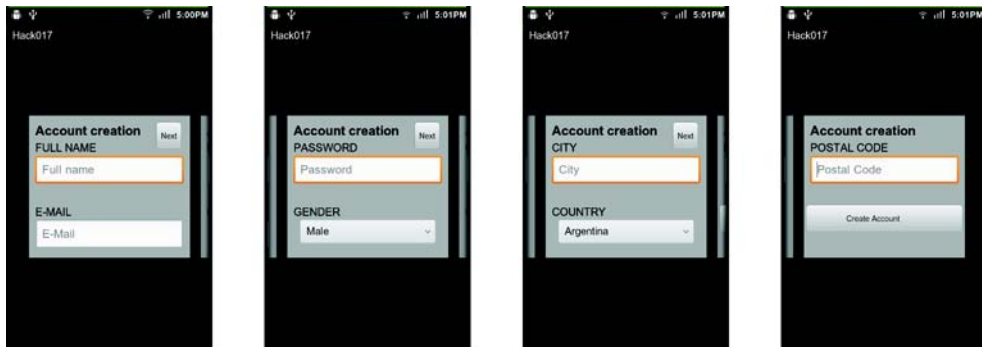 5:00PM
Hack017
Account creation
Next
FULL NAME
Full name
E-MAIL
E-Mail
5:01PM
Hack017
Account creation
Next
PASSWORD
Password
GENDER
Male
5:01PM
Hack017
Account creation
Next
CITY
City
COUNTRY
Argentina
5:01PM
Hack017
Account creation
POSTAL CODE
Postal Code
Create Account